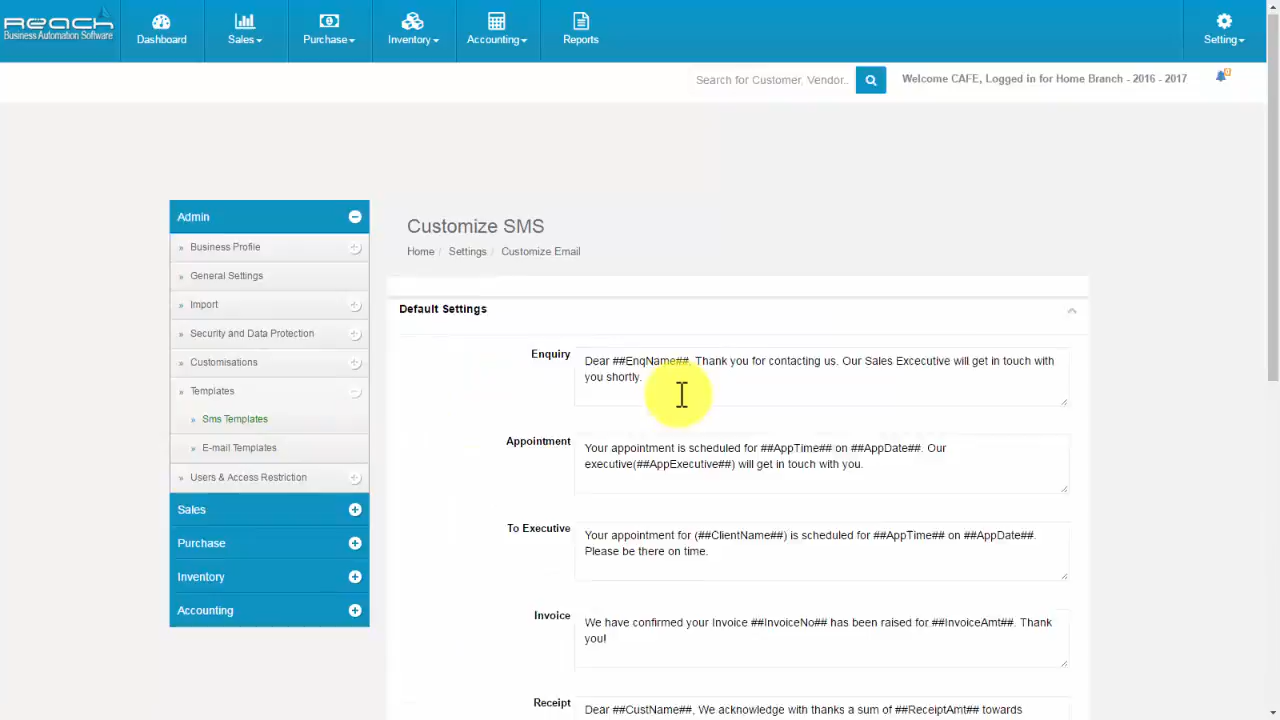 REACH
Business Automation Software
Dashboard
Sales
Purchase
Inventory
Accounting
Reports
Setting
Search for Customer, Vendor..
Welcome CAFE, Logged in for Home Branch - 2016 - 2017
Admin
» Business Profile
» General Settings
» Import
» Security and Data Protection
» Customisations
» Templates
» Sms Templates
» E-mail Templates
» Users & Access Restriction
Sales
Purchase
Inventory
Accounting
Customize SMS
Home / Settings / Customize Email
Default Settings
Enquiry
Dear ##EnqName##, Thank you for contacting us. Our Sales Excecutive will get in touch with
you shortly.
Appointment
Your appointment is scheduled for ##AppTime## on ##AppDate##. Our
executive(##AppExecutive##) will get in touch with you.
To Executive
Your appointment for (##ClientName##) is scheduled for ##AppTime## on ##AppDate##.
Please be there on time.
Invoice
We have confirmed your Invoice ##InvoiceNo## has been raised for ##InvoiceAmt##. Thank
you!
Receipt
Dear ##CustName##, We acknowledge with thanks a sum of ##ReceiptAmt## towards